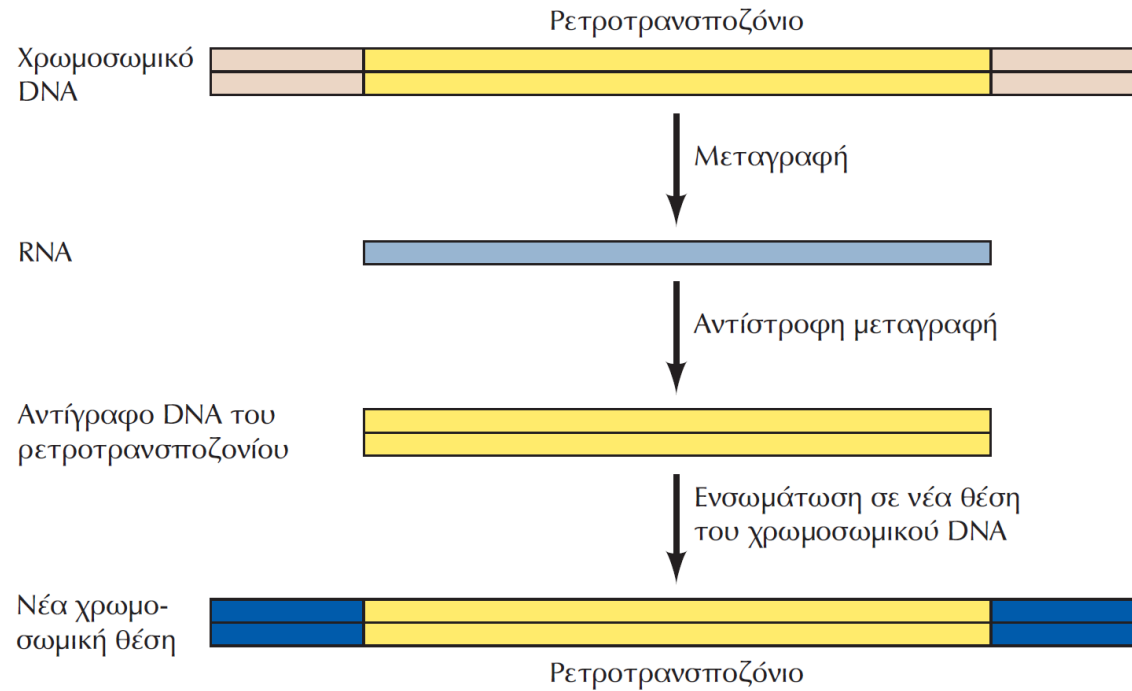 Ρετροτρανσποζόνιο
Χρωμοσωμικό
DNA
Μεταγραφή
RNA
Αντίστροφη μεταγραφή
Αντίγραφο DNA του
ρετροτρανσποζονίου
Ενσωμάτωση σε νέα θέση
του χρωμοσωμικού DNA
Νέα χρωμο-
σωμική θέση
Ρετροτρανσποζόνιο